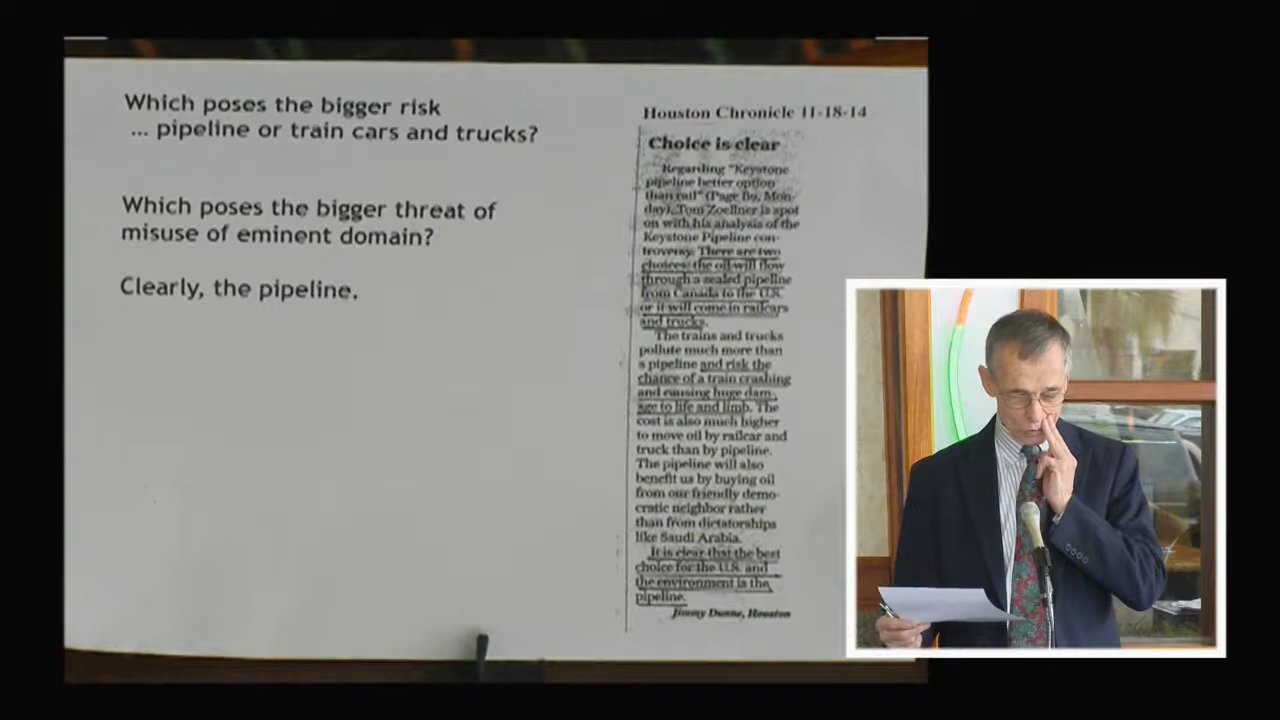 Which poses the bigger risk
... pipeline or train cars and trucks?
Which poses the bigger threat of
misuse of eminent domain?
Clearly, the pipeline.
Houston Chronicle 11-18-14
Choice is clear
Regarding "Keystone
pipeline better option
than rail" (Page B9, Mon-
day), Tom Zoellner is spot
on with his analysis of the
Keystone Pipeline con-
troversy. There are two
choices: the oil will flow
through a sealed pipeline
from Canada to the U.S.
or it will come in railcars
and trucks.
The trains and trucks
pollute much more than
a pipeline and risk the
chance of a train crashing
and causing huge dam-
age to life and limb. The
cost is also much higher
to move oil by railcar and
truck than by pipeline.
The pipeline will also
benefit us by buying oil
from our friendly demo-
cratic neighbor rather
than from dictatorships
like Saudi Arabia.
It is clear that the best
choice for the U.S. and
the environment is the
pipeline.
Jimmy Dunne, Houston